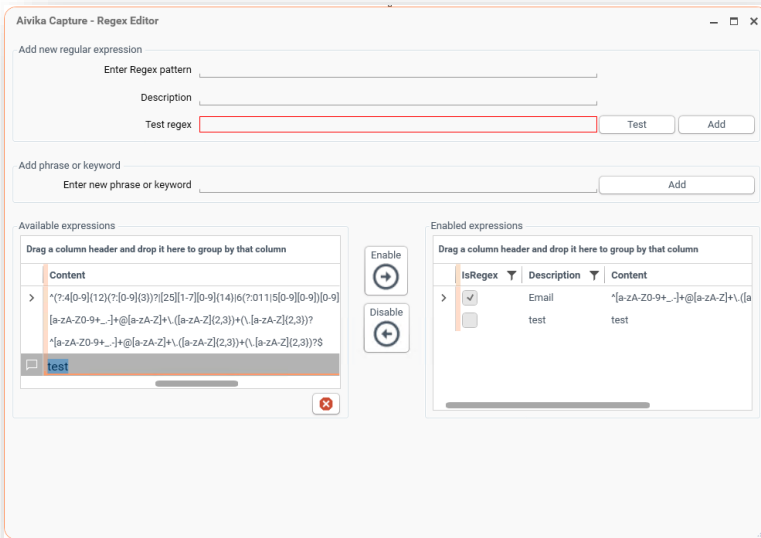 Aivika Capture - Regex Editor
Add new regular expression
Enter Regex pattern
Description
Test regex
Test
Add
Add phrase or keyword
Enter new phrase or keyword
Add
Available expressions
Drag a column header and drop it here to group by that column
Content
^(?:4[0-9]{12}(?:[0-9]{3})?|[25][1-7][0-9]{14}|6(?:011|5[0-9][0-9])[0-9]
[a-zA-Z0-9+_.-]+@[a-zA-Z]+\.([a-zA-Z]{2,3})+(\.[a-zA-Z]{2,3})?
^[a-zA-Z0-9+_.-]+@[a-zA-Z]+\.([a-zA-Z]{2,3})+(\.[a-zA-Z]{2,3})?$
test
Enable
Disable
Enabled expressions
Drag a column header and drop it here to group by that column
IsRegex Description Content
Email ^[a-zA-Z0-9+_.-]+@[a-zA-Z]+\.([a
test test